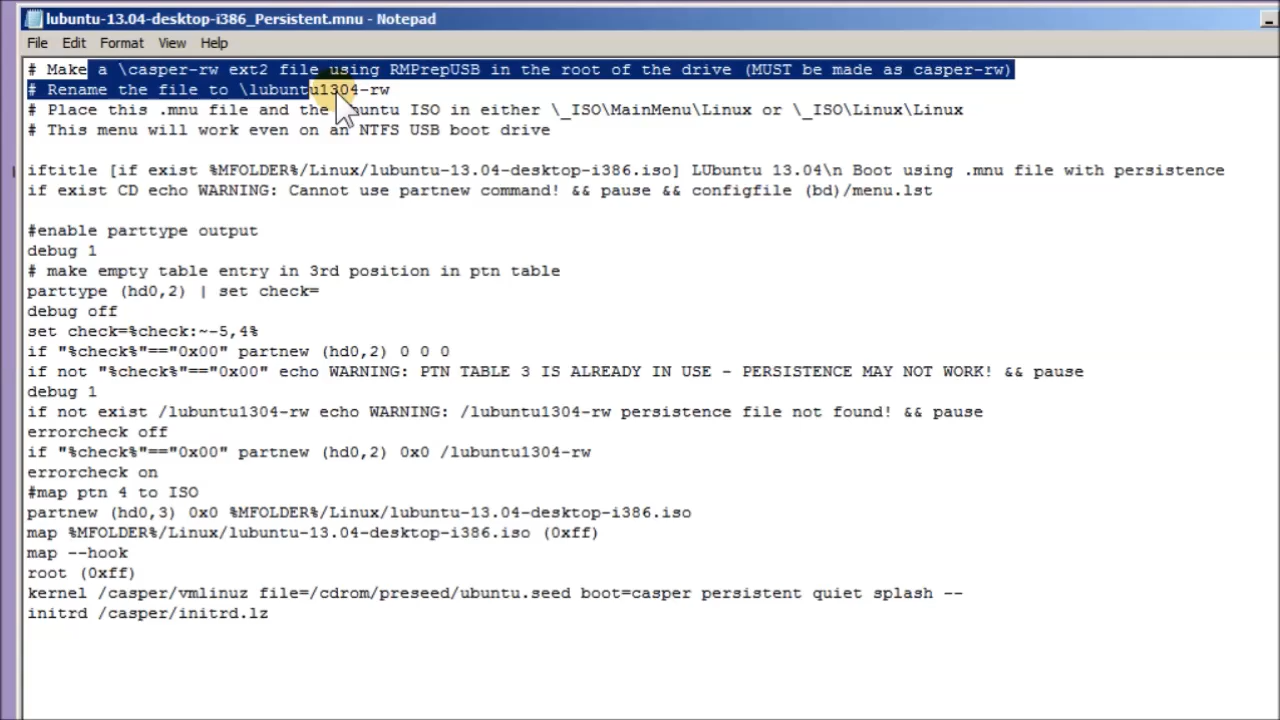 lubuntu-13.04-desktop-i386_Persistent.mnu - Notepad
File Edit Format View Help
# Make a \casper-rw ext2 file using RMPrepUSB in the root of the drive (MUST be made as casper-rw)
# Rename the file to \lubuntu1304-rw
# Place this .mnu file and the ISO in either \_ISO\MainMenu\Linux or \_ISO\Linux\Linux
# This menu will work even on an NTFS USB boot drive
iftitle [if exist %MFOLDER%/Linux/lubuntu-13.04-desktop-i386.iso] LUbuntu 13.04\n Boot using .mnu file with persistence
if exist CD echo WARNING: Cannot use partnew command! && pause && configfile (bd)/menu.lst
#enable parttype output
debug 1
# make empty table entry in 3rd position in ptn table
parttype (hd0,2) | set check=
debug off
set check=%check:~-5,4%
if "%check%"=="0x00" partnew (hd0,2) 0 0 0
if not "%check%"=="0x00" echo WARNING: PTN TABLE 3 IS ALREADY IN USE - PERSISTENCE MAY NOT WORK! && pause
debug 1
if not exist /lubuntu1304-rw echo WARNING: /lubuntu1304-rw persistence file not found! && pause
errorcheck off
if "%check%"=="0x00" partnew (hd0,2) 0x0 /lubuntu1304-rw
errorcheck on
#map ptn 4 to ISO
partnew (hd0,3) 0x0 %MFOLDER%/Linux/lubuntu-13.04-desktop-i386.iso
map %MFOLDER%/Linux/lubuntu-13.04-desktop-i386.iso (0xff)
map --hook
root (0xff)
kernel /casper/vmlinuz file=/cdrom/preseed/ubuntu.seed boot=casper persistent quiet splash --
initrd /casper/initrd.lz